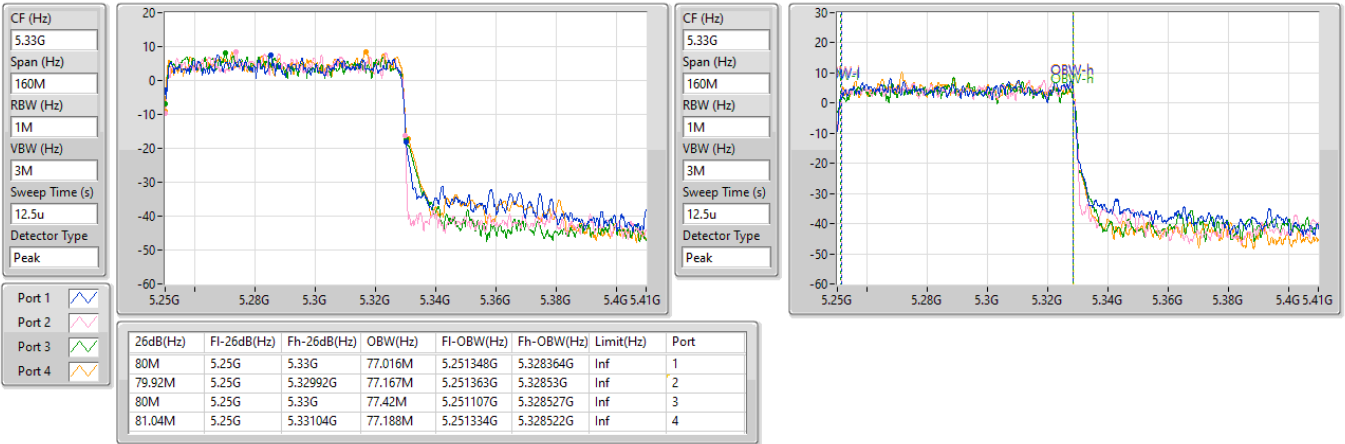 CF (Hz)
5.33G
Span (Hz)
160M
RBW (Hz)
1M
VBW (Hz)
3M
Sweep Time (s)
12.5u
Detector Type
Peak
20
10
0
-10
-20
-30
-40
-50
-60
5.25G 5.28G 5.3G 5.32G 5.34G 5.36G 5.38G 5.4G 5.41G
CF (Hz)
5.33G
Span (Hz)
160M
RBW (Hz)
1M
VBW (Hz)
3M
Sweep Time (s)
12.5u
Detector Type
Peak
30
20
10
0
-10
-20
-30
-40
-50
-60
OBW-h
OBW-h
5.25G 5.28G 5.3G 5.32G 5.34G 5.36G 5.38G 5.4G 5.41G
Port 1
Port 2
Port 3
Port 4
26dB(Hz) Fl-26dB(Hz) Fh-26dB(Hz) OBW(Hz) Fl-OBW(Hz) Fh-OBW(Hz) Limit(Hz) Port
80M 5.25G 5.33G 77.016M 5.251348G 5.328364G Inf 1
79.92M 5.25G 5.32992G 77.167M 5.251363G 5.32853G Inf 2
80M 5.25G 5.33G 77.42M 5.251107G 5.328527G Inf 3
81.04M 5.25G 5.33104G 77.188M 5.251334G 5.328522G Inf 4